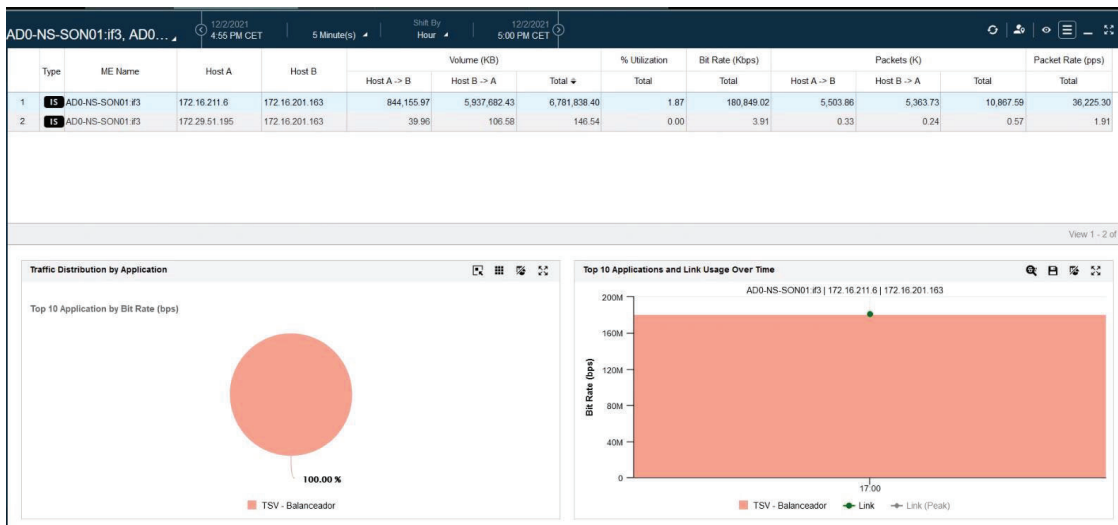 12/2/2021 Shift By 12/2/2021
AD0-NS-SON01:if3, AD0... 4:55 PM CET 5 Minute(s) Hour 5:00 PM CET
Type ME Name Host A Host B Volume (KB) % Utilization Bit Rate (Kbps) Packets (K) Packet Rate (pps)
Host A -> B Host B -> A Total Total Total Host A -> B Host B -> A Total Total
1 IS AD0-NS-SON01:if3 172.16.211.6 172.16.201.163 844,155.97 5,937,682.43 6,781,838.40 1.87 180,849.02 5,503.86 5,363.73 10,867.59 36,225.30
2 IS AD0-NS-SON01:if3 172.29.51.195 172.16.201.163 39.96 106.58 146.54 0.00 3.91 0.33 0.24 0.57 1.91
View 1 - 2 of
Traffic Distribution by Application
Top 10 Application by Bit Rate (bps)
100.00 %
TSV - Balanceador
Top 10 Applications and Link Usage Over Time
AD0-NS-SON01:if3 | 172.16.211.6 | 172.16.201.163
Bit Rate (bps)
200M
160M
120M
80M
40M
0
17:00
TSV - Balanceador Link Link (Peak)